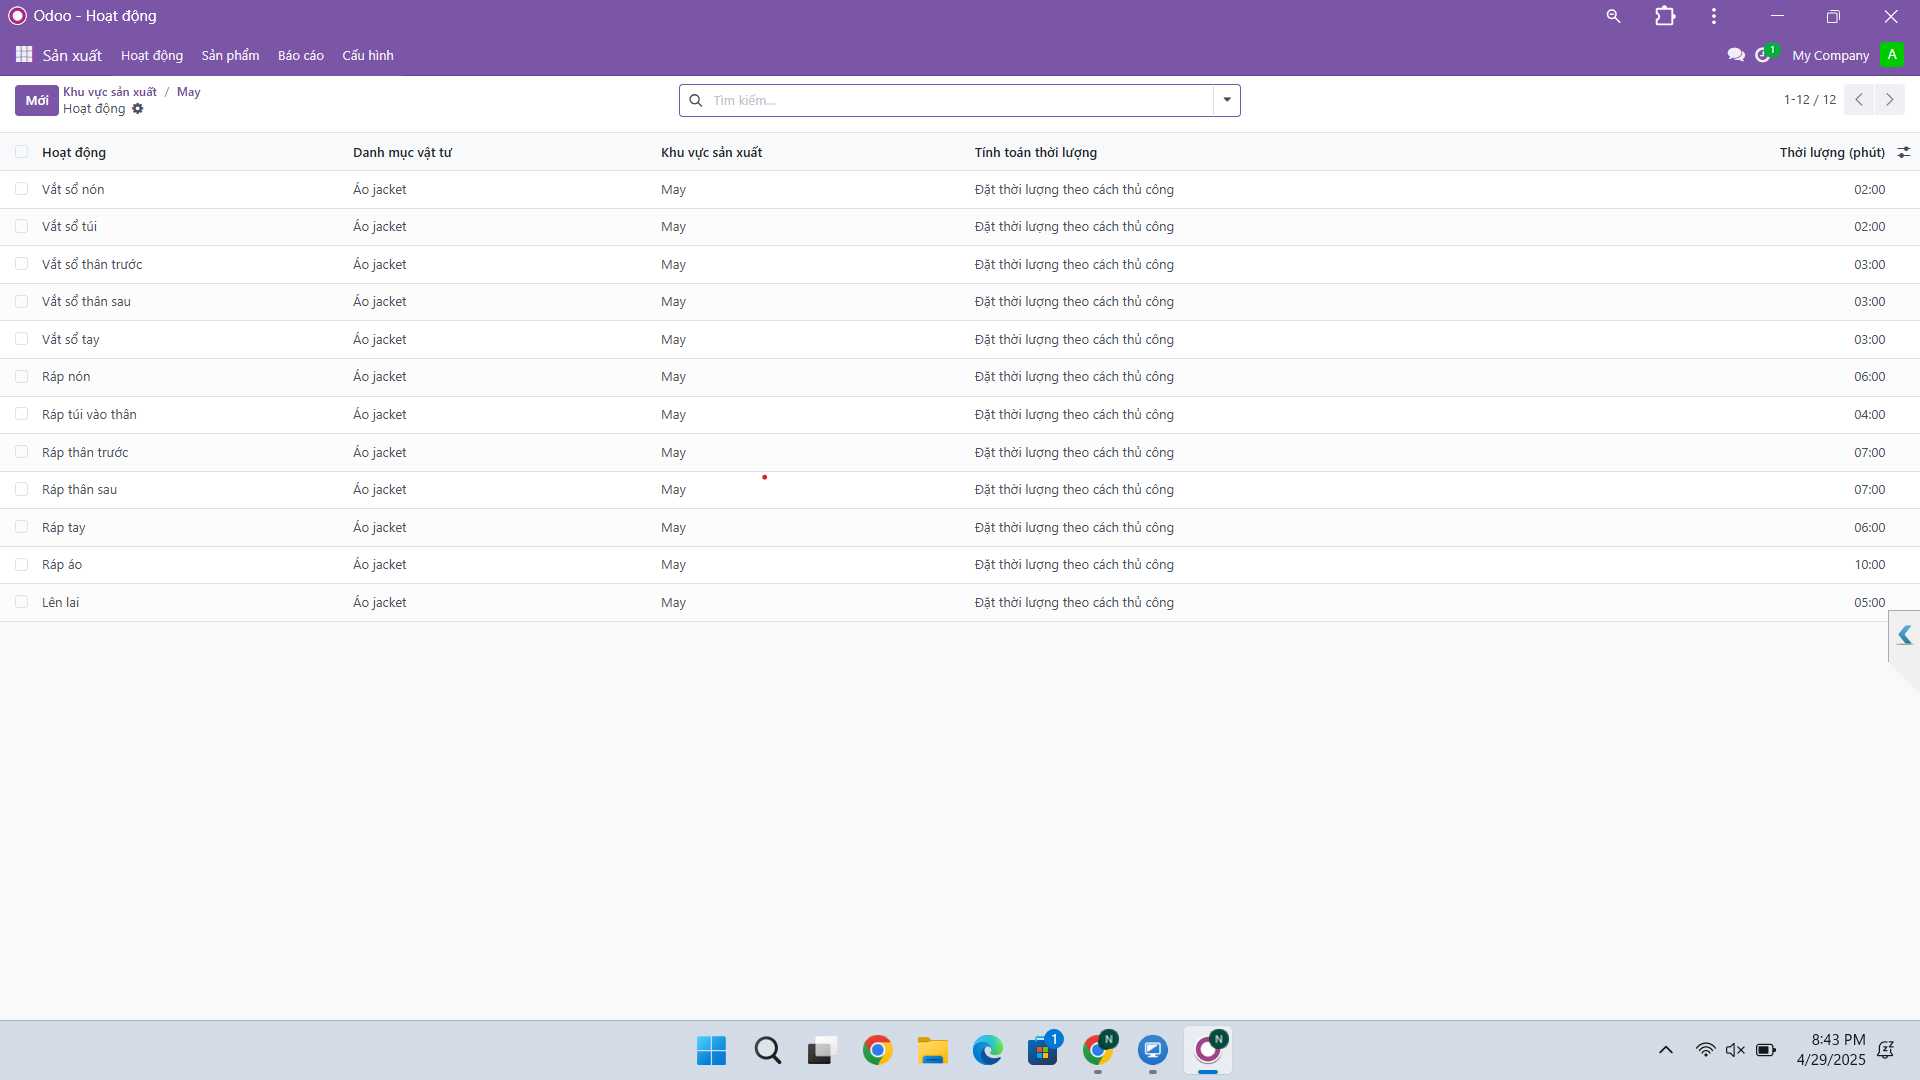 Odoo - Hoạt động
Sản xuất Hoạt động Sản phẩm Báo cáo Cấu hình 1 My Company A
Mới Khu vực sản xuất / May
Hoạt động
Tìm kiếm...
1-12 / 12
Hoạt động Danh mục vật tư Khu vực sản xuất Tính toán thời lượng Thời lượng (phút)
Vắt sổ nón Áo jacket May Đặt thời lượng theo cách thủ công 02:00
Vắt sổ túi Áo jacket May Đặt thời lượng theo cách thủ công 02:00
Vắt sổ thân trước Áo jacket May Đặt thời lượng theo cách thủ công 03:00
Vắt sổ thân sau Áo jacket May Đặt thời lượng theo cách thủ công 03:00
Vắt sổ tay Áo jacket May Đặt thời lượng theo cách thủ công 03:00
Ráp nón Áo jacket May Đặt thời lượng theo cách thủ công 06:00
Ráp túi vào thân Áo jacket May Đặt thời lượng theo cách thủ công 04:00
Ráp thân trước Áo jacket May Đặt thời lượng theo cách thủ công 07:00
Ráp thân sau Áo jacket May Đặt thời lượng theo cách thủ công 07:00
Ráp tay Áo jacket May Đặt thời lượng theo cách thủ công 06:00
Ráp áo Áo jacket May Đặt thời lượng theo cách thủ công 10:00
Lên lai Áo jacket May Đặt thời lượng theo cách thủ công 05:00
1 N N
8:43 PM
4/29/2025